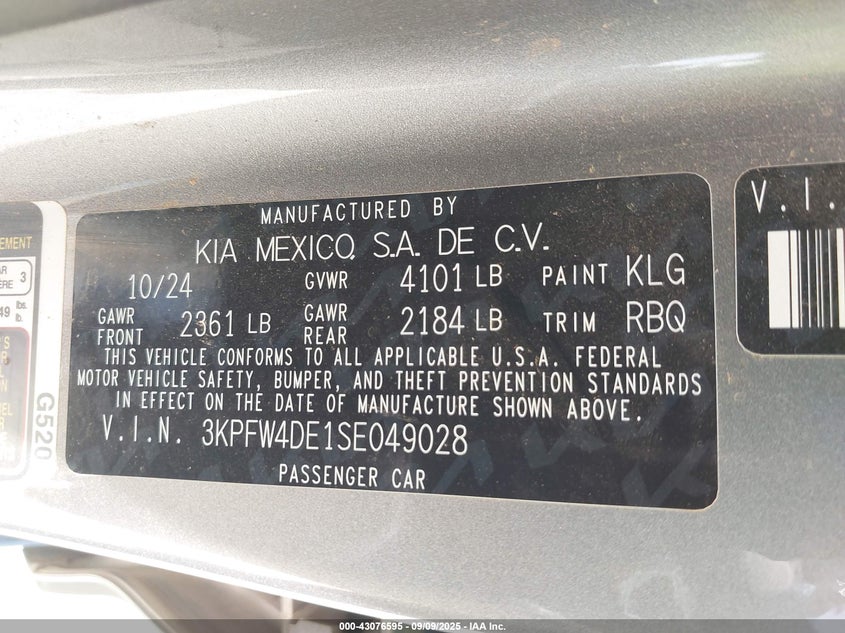 MANUFACTURED BY
KIA MEXICO, S.A. DE C.V.
10/24 GVWR 4101 LB PAINT KLG
GAWR FRONT 2361 LB GAWR REAR 2184 LB TRIM RBQ
THIS VEHICLE CONFORMS TO ALL APPLICABLE U.S.A. FEDERAL
MOTOR VEHICLE SAFETY, BUMPER, AND THEFT PREVENTION STANDARDS
IN EFFECT ON THE DATE OF MANUFACTURE SHOWN ABOVE.
V.I.N. 3KPFW4DE1SE049028
PASSENGER CAR
G520
V.I.
000-43076595 - 09/09/2025 - IAA Inc.